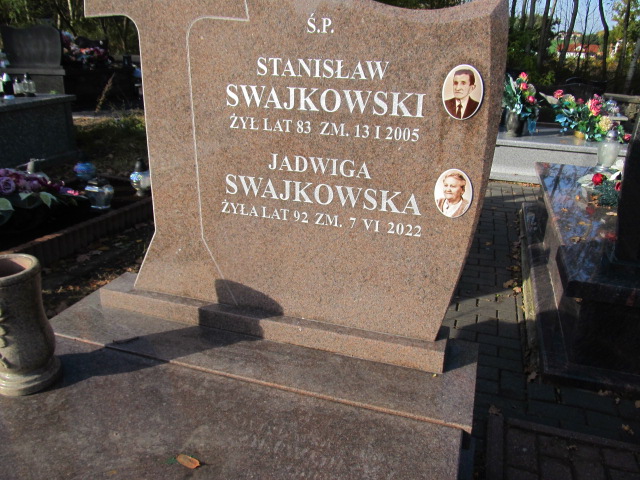 Ś.P.
STANISŁAW
SWAJKOWSKI
ŻYŁ LAT 83 ZM. 13 I 2005
JADWIGA
SWAJKOWSKA
ŻYŁA LAT 92 ZM. 7 VI 2022